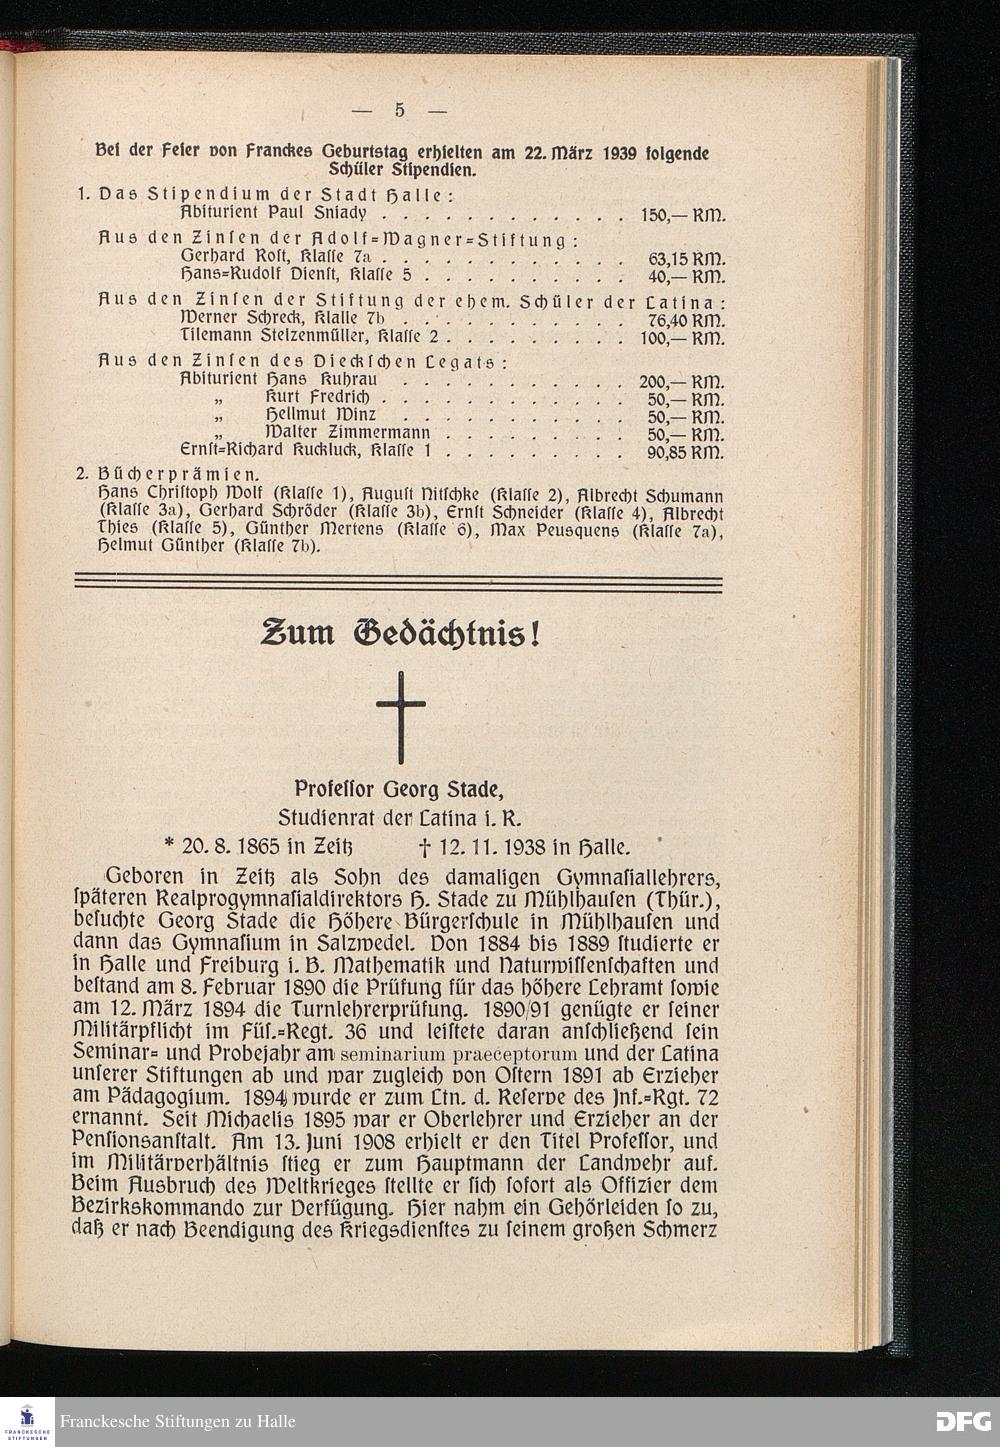 — 5 —
Bei der Feier von Franckes Geburtstag erhielten am 22. März 1939 folgende
Schüler Stipendien.
1. Das Stipendium der Stadt Halle:
Abiturient Paul Sniady . . . . . . . . . . . . 150,— RM.
Aus den Zinsen der Adolf=Wagner=Stiftung:
Gerhard Rost, Klasse 7a . . . . . . . . . . . . 63,15 RM.
Hans=Rudolf Dienst, Klasse 5 . . . . . . . . . . 40,— RM.
Aus den Zinsen der Stiftung der ehem. Schüler der Latina:
Werner Schreck, Klalle 7b . . . . . . . . . . . 76,40 RM.
Tilemann Stelzenmüller, Klasse 2 . . . . . . . . . 100,— RM.
Aus den Zinsen des Dieckschen Legats:
Abiturient Hans Kuhrau . . . . . . . . . . . 200,— RM.
„ Kurt Fredrich . . . . . . . . . . . . 50,— RM.
„ Hellmut Winz . . . . . . . . . . . 50,— RM.
„ Walter Zimmermann . . . . . . . . . 50,— RM.
Ernst=Richard Kuckluck, Klasse 1 . . . . . . . . . 90,85 RM.
2. Bücherprämien.
Hans Christoph Wolf (Klasse 1), August Nitschke (Klasse 2), Albrecht Schumann
(Klasse 3a), Gerhard Schröder (Klasse 3b), Ernst Schneider (Klasse 4), Albrecht
Thies (Klasse 5), Günther Mertens (Klasse 6), Max Peusquens (Klasse 7a),
Helmut Günther (Klasse 7b).
Zum Gedächtnis!
Professor Georg Stade,
Studienrat der Latina i. R.
* 20. 8. 1865 in Zeitz † 12. 11. 1938 in Halle.
Geboren in Zeitz als Sohn des damaligen Gymnasiallehrers,
späteren Realprogymnasialdirektors H. Stade zu Mühlhausen (Thür.),
besuchte Georg Stade die Höhere Bürgerschule in Mühlhausen und
dann das Gymnasium in Salzwedel. Von 1884 bis 1889 studierte er
in Halle und Freiburg i. B. Mathematik und Naturwissenschaften und
bestand am 8. Februar 1890 die Prüfung für das höhere Lehramt sowie
am 12. März 1894 die Turnlehrerprüfung. 1890/91 genügte er seiner
Militärpflicht im Füs.=Regt. 36 und leistete daran anschließend sein
Seminar= und Probejahr am seminarium praeceptorum und der Latina
unserer Stiftungen ab und war zugleich von Ostern 1891 ab Erzieher
am Pädagogium. 1894 wurde er zum Ltn. d. Reserve des Inf.=Rgt. 72
ernannt. Seit Michaelis 1895 war er Oberlehrer und Erzieher an der
Pensionsanstalt. Am 13. Juni 1908 erhielt er den Titel Professor, und
im Militärverhältnis stieg er zum Hauptmann der Landwehr auf.
Beim Ausbruch des Weltkrieges stellte er sich sofort als Offizier dem
Bezirkskommando zur Verfügung. Hier nahm ein Gehörleiden so zu,
daß er nach Beendigung des Kriegsdienstes zu seinem großen Schmerz
FRANCKESCHE
STIFTUNGEN
Franckesche Stiftungen zu Halle
DFG